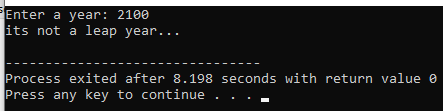 Enter a year: 2100
its not a leap year...
--------------------------------
Process exited after 8.198 seconds with return value 0
Press any key to continue . . .